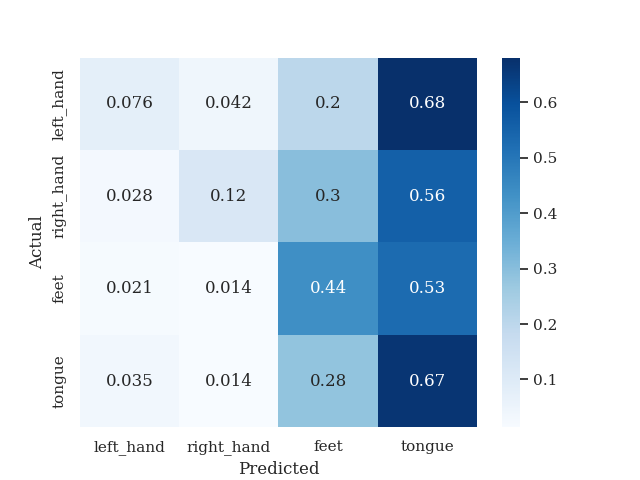 left_hand 0.076 0.042 0.2 0.68
right_hand 0.028 0.12 0.3 0.56
feet 0.021 0.014 0.44 0.53
tongue 0.035 0.014 0.28 0.67
left_hand right_hand feet tongue
Predicted
Actual
0.6
0.5
0.4
0.3
0.2
0.1